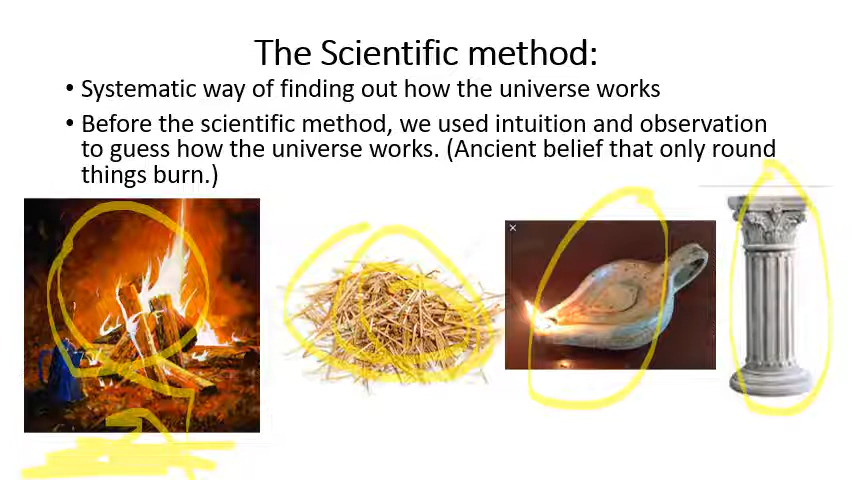 The Scientific method:
• Systematic way of finding out how the universe works
• Before the scientific method, we used intuition and observation
to guess how the universe works. (Ancient belief that only round
things burn.)